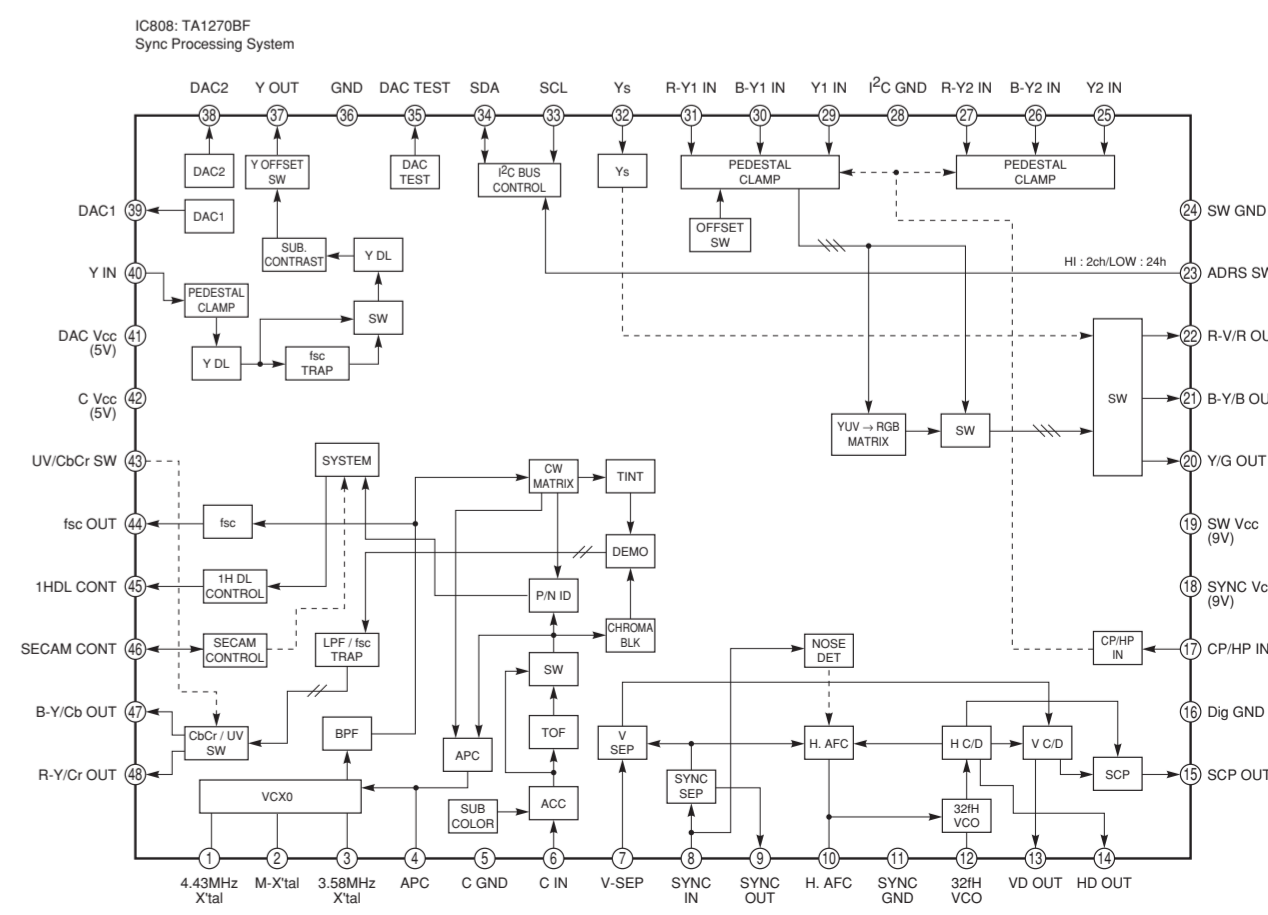 IC808: TA1270BF
Sync Processing System
DAC2 Y OUT GND DAC TEST SDA SCL Ys R-Y1 IN B-Y1 IN Y1 IN I²C GND R-Y2 IN B-Y2 IN Y2 IN
38 37 36 35 34 33 32 31 30 29 28 27 26 25
DAC2
Y OFFSET
SW
DAC
TEST
I²C BUS
CONTROL
Ys
PEDESTAL
CLAMP
PEDESTAL
CLAMP
DAC1 39
DAC1
OFFSET
SW
24 SW GND
SUB.
CONTRAST
Y DL
Y IN 40
HI : 2ch/LOW : 24h
23 ADRS SW
PEDESTAL
CLAMP
SW
DAC Vcc
(5V)
41
Y DL
fsc
TRAP
22 R-V/R OU
C Vcc
(5V)
42
SW
21 B-Y/B OU
YUV → RGB
MATRIX
SW
UV/CbCr SW 43
SYSTEM
CW
MATRIX
TINT
20 Y/G OUT
fsc OUT 44
fsc
DEMO
19 SW Vcc
(9V)
1HDL CONT 45
1H DL
CONTROL
P/N ID
18 SYNC Vc
(9V)
SECAM CONT 46
SECAM
CONTROL
LPF / fsc
TRAP
CHROMA
BLK
SW
NOSE
DET
CP/HP
IN
17 CP/HP IN
B-Y/Cb OUT 47
CbCr / UV
SW
BPF
TOF
APC
V
SEP
H. AFC
H C/D
V C/D
16 Dig GND
R-Y/Cr OUT 48
VCX0
SUB
COLOR
ACC
SYNC
SEP
32fH
VCO
SCP
15 SCP OUT
1 2 3 4 5 6 7 8 9 10 11 12 13 14
4.43MHz
X'tal
M-X'tal
3.58MHz
X'tal
APC
C GND
C IN
V-SEP
SYNC
IN
SYNC
OUT
H. AFC
SYNC
GND
32fH
VCO
VD OUT
HD OUT